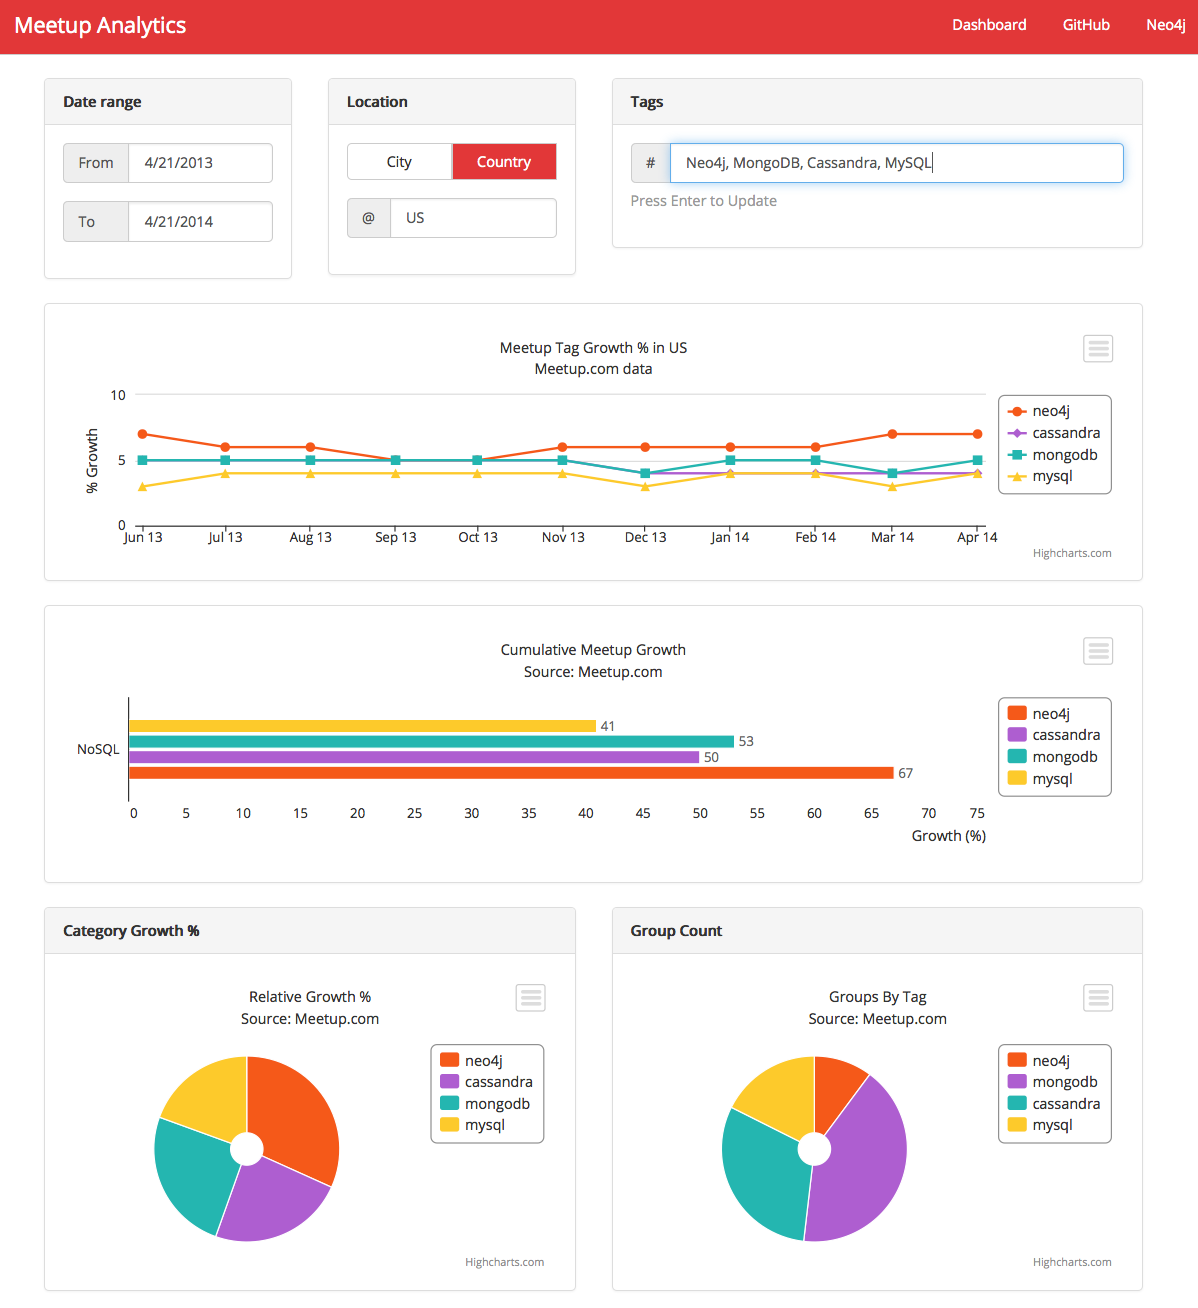 Meetup Analytics
Dashboard GitHub Neo4j
Date range
From 4/21/2013
To 4/21/2014
Location
City Country
@ US
Tags
# Neo4j, MongoDB, Cassandra, MySQL
Press Enter to Update
Meetup Tag Growth % in US
Meetup.com data
% Growth
10
5
0
Jun 13 Jul 13 Aug 13 Sep 13 Oct 13 Nov 13 Dec 13 Jan 14 Feb 14 Mar 14 Apr 14
neo4j
cassandra
mongodb
mysql
Highcharts.com
Cumulative Meetup Growth
Source: Meetup.com
NoSQL
41
53
50
67
0 5 10 15 20 25 30 35 40 45 50 55 60 65 70 75
Growth (%)
neo4j
cassandra
mongodb
mysql
Category Growth %
Relative Growth %
Source: Meetup.com
neo4j
cassandra
mongodb
mysql
Highcharts.com
Group Count
Groups By Tag
Source: Meetup.com
neo4j
mongodb
cassandra
mysql
Highcharts.com